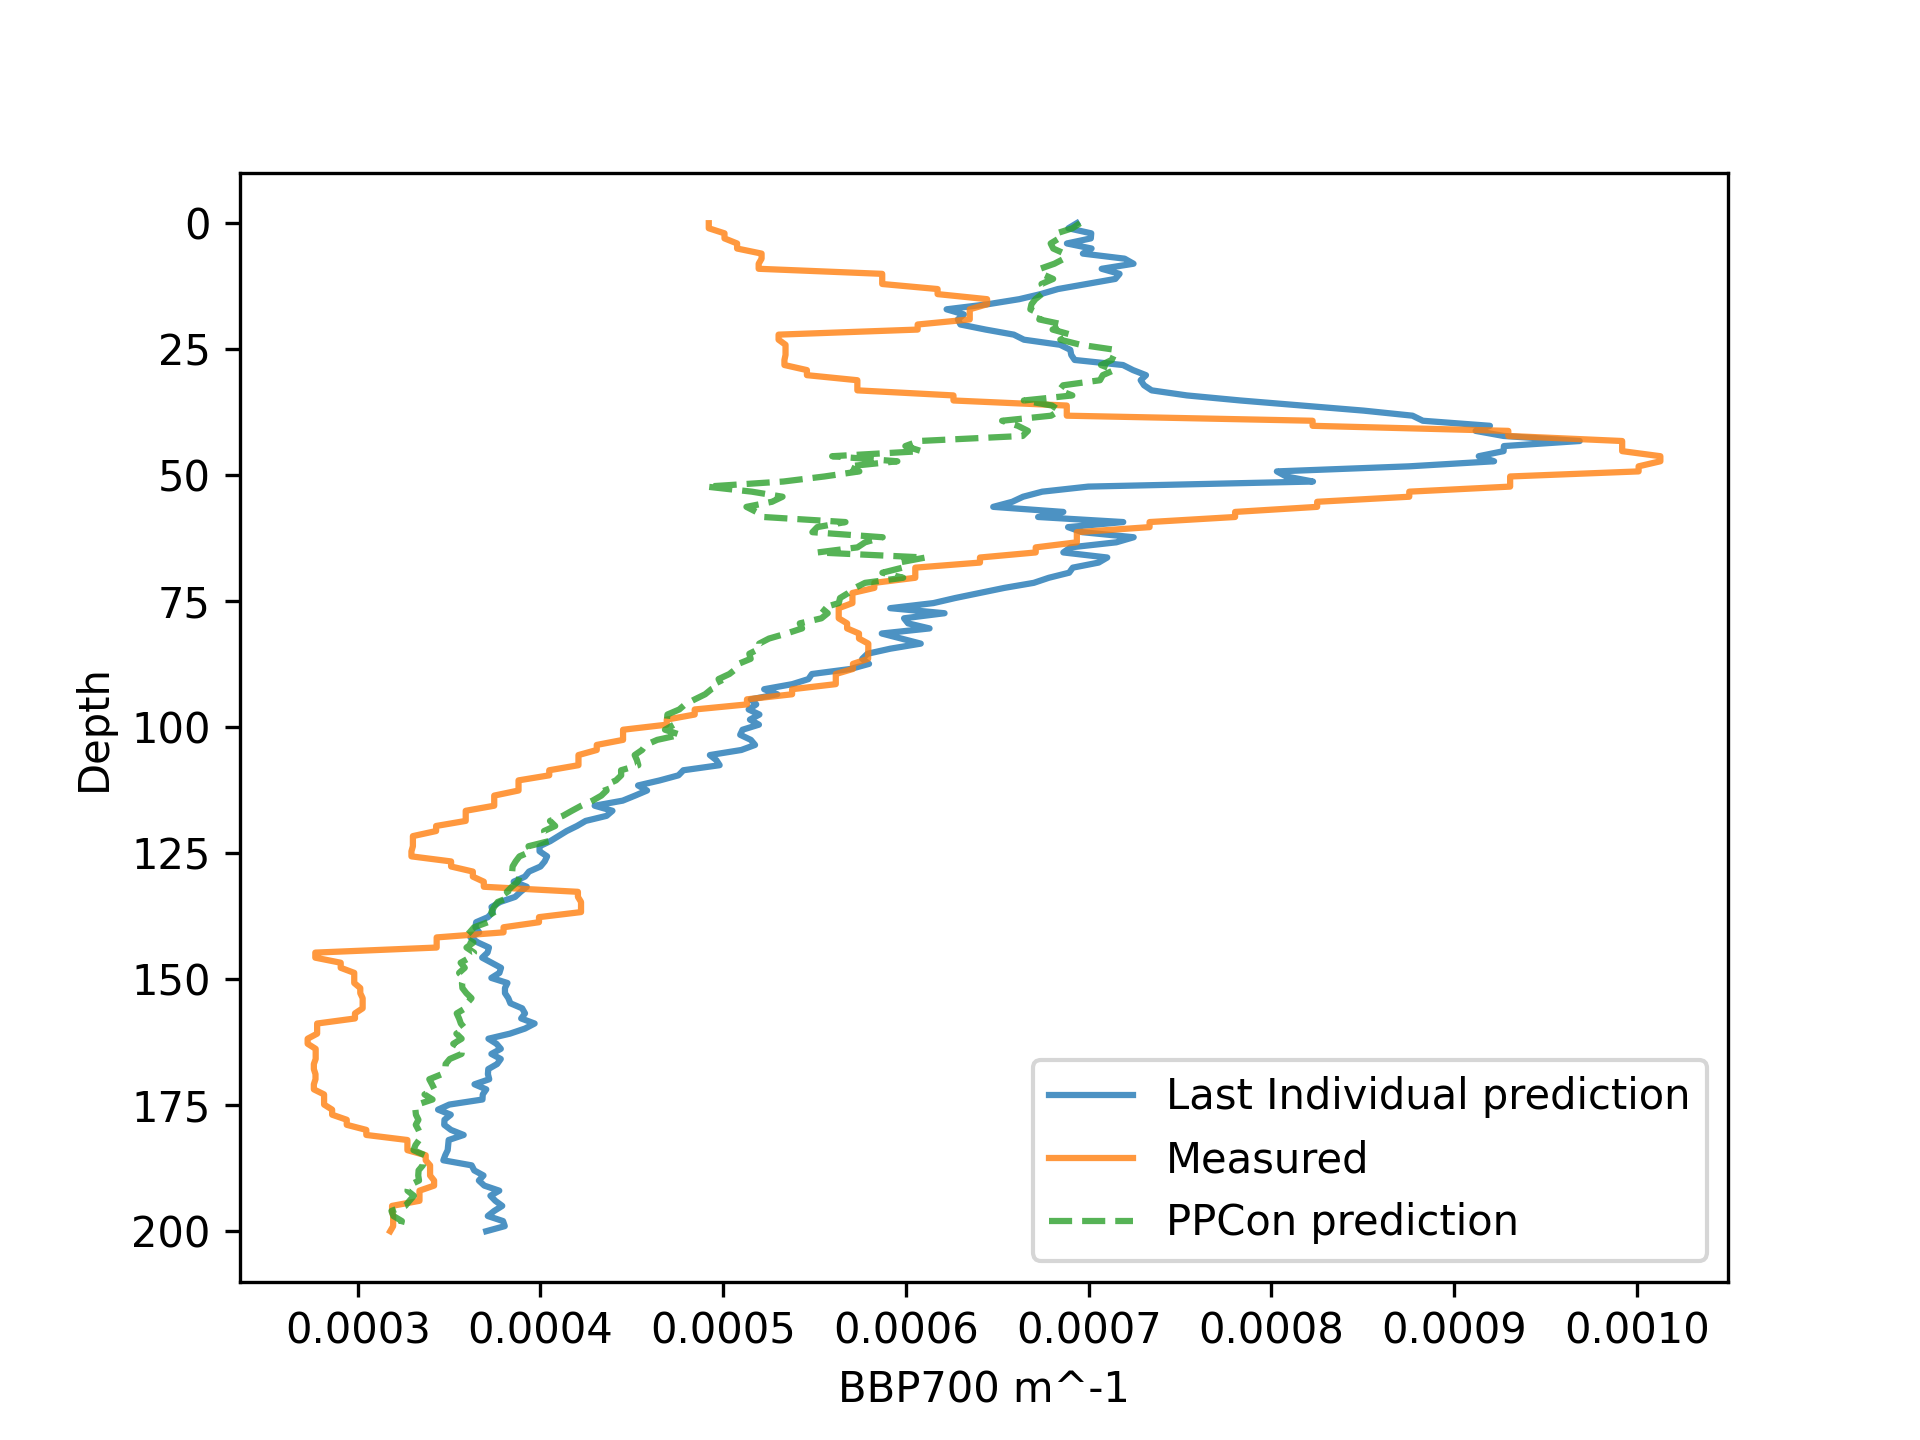 0
25
50
75
100
125
150
175
200
Depth
0.0003 0.0004 0.0005 0.0006 0.0007 0.0008 0.0009 0.0010
BBP700 m^-1
Last Individual prediction
Measured
PPCon prediction